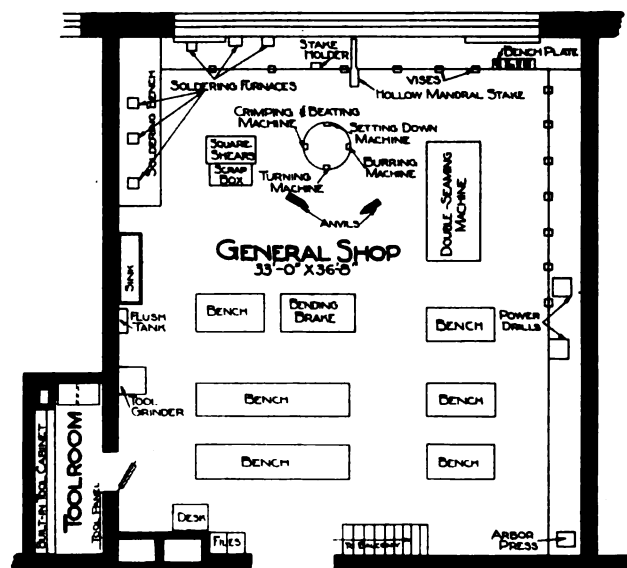 STAKE
HOLDER
BENCH PLATE
SOLDERING FURNACES
VISES
HOLLOW MANDRAL STAKE
SOLDERING BENCH
CRIMPING & BEATING
MACHINE
SETTING DOWN
MACHINE
SQUARE
SHEARS
SCRAP
BOX
TURNING
MACHINE
BURRING
MACHINE
DOUBLE-SEAMING
MACHINE
ANVILS
GENERAL SHOP
33'-0" X 36'-8"
SINK
FLUSH
TANK
BENCH
BENDING
BRAKE
BENCH
POWER
DRILLS
TOOL
GRINDER
BENCH
BENCH
BUILT-IN TOOL CABINET
TOOLROOM
TOOL PANEL
BENCH
BENCH
DESK
FILES
TO BALCONY
ARBOR
PRESS